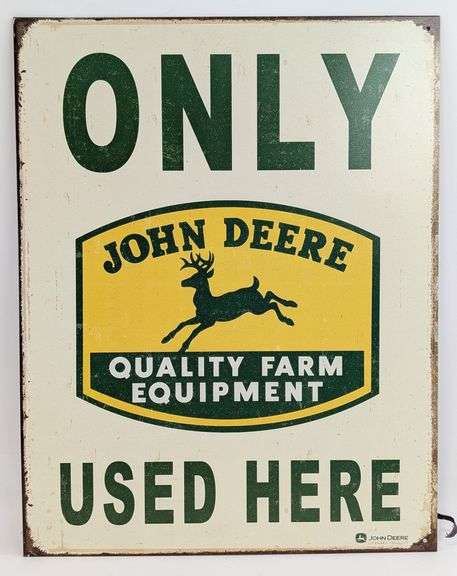 ONLY
JOHN DEERE
QUALITY FARM
EQUIPMENT
USED HERE
JOHN DEERE